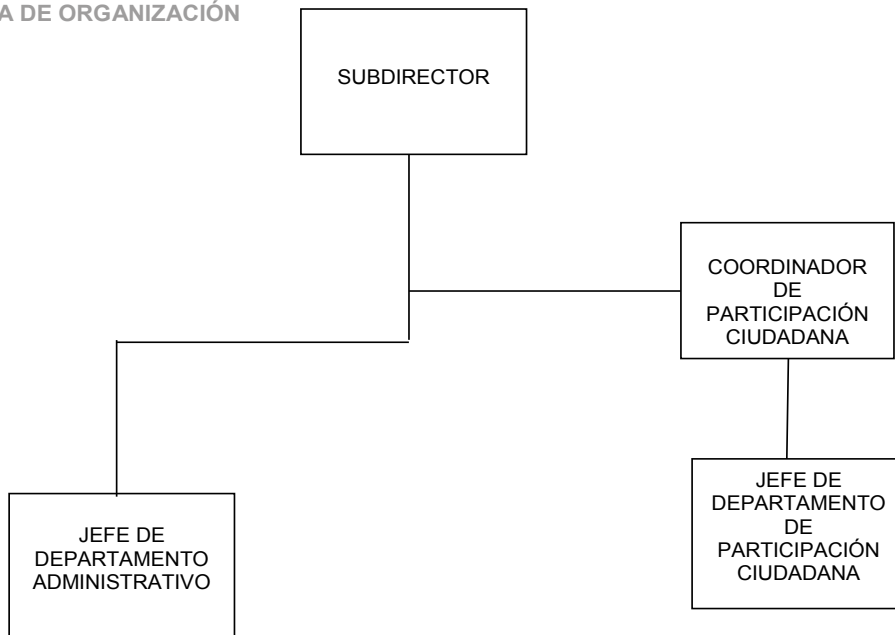 A DE ORGANIZACIÓN
SUBDIRECTOR
COORDINADOR
DE
PARTICIPACIÓN
CIUDADANA
JEFE DE
DEPARTAMENTO
ADMINISTRATIVO
JEFE DE
DEPARTAMENTO
DE
PARTICIPACIÓN
CIUDADANA